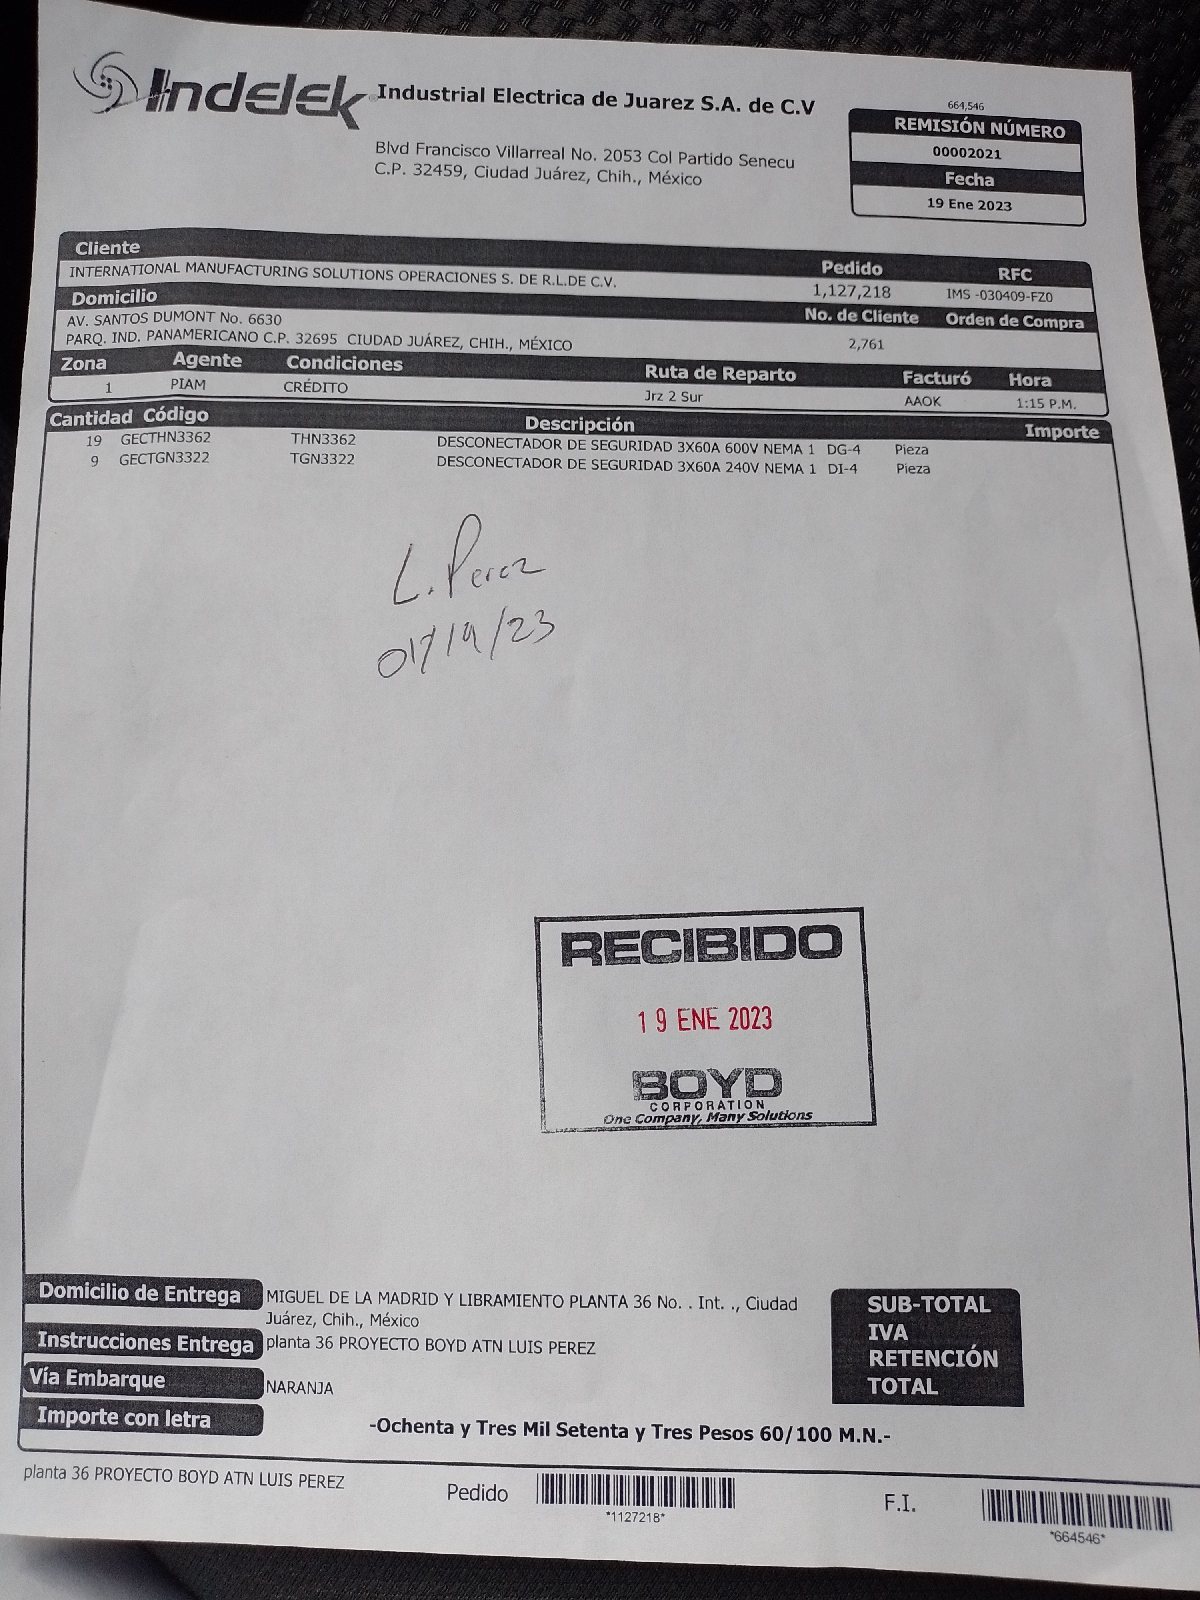 Indelek
Industrial Electrica de Juarez S.A. de C.V
Blvd Francisco Villarreal No. 2053 Col Partido Senecu
C.P. 32459, Ciudad Juárez, Chih., México
664,546
REMISIÓN NÚMERO
00002021
Fecha
19 Ene 2023
Cliente Pedido RFC
INTERNATIONAL MANUFACTURING SOLUTIONS OPERACIONES S. DE R.L.DE C.V. 1,127,218 IMS -030409-FZ0
Domicilio No. de Cliente Orden de Compra
AV. SANTOS DUMONT No. 6630
PARQ. IND. PANAMERICANO C.P. 32695 CIUDAD JUÁREZ, CHIH., MÉXICO 2,761
Zona Agente Condiciones Ruta de Reparto Facturó Hora
1 PIAM CRÉDITO Jrz 2 Sur AAOK 1:15 P.M.
Cantidad Código Descripción Importe
19 GECTHN3362 THN3362 DESCONECTADOR DE SEGURIDAD 3X60A 600V NEMA 1 DG-4 Pieza
9 GECTGN3322 TGN3322 DESCONECTADOR DE SEGURIDAD 3X60A 240V NEMA 1 DI-4 Pieza
L. Perez
01/19/23
RECIBIDO
19 ENE 2023
BOYD
CORPORATION
One Company, Many Solutions
Domicilio de Entrega MIGUEL DE LA MADRID Y LIBRAMIENTO PLANTA 36 No. . Int. ., Ciudad
Juárez, Chih., México
Instrucciones Entrega planta 36 PROYECTO BOYD ATN LUIS PEREZ
Vía Embarque NARANJA
Importe con letra -Ochenta y Tres Mil Setenta y Tres Pesos 60/100 M.N.-
SUB-TOTAL
IVA
RETENCIÓN
TOTAL
planta 36 PROYECTO BOYD ATN LUIS PEREZ
Pedido
*1127218*
F.I.
*664546*